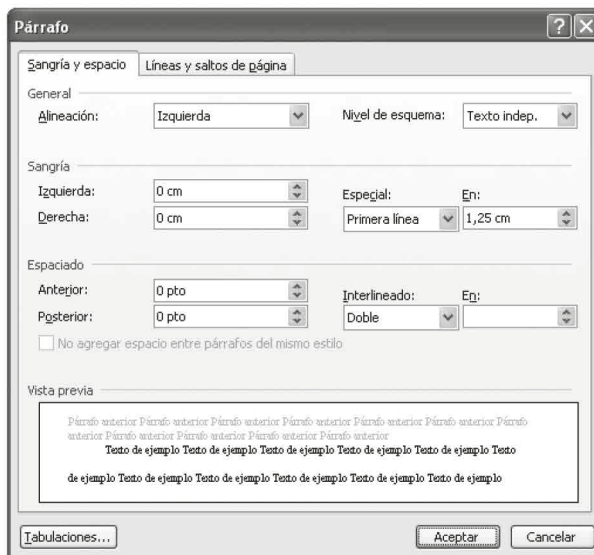 Párrafo
Sangría y espacio Líneas y saltos de página
General
Alineación: Izquierda Nivel de esquema: Texto indep.
Sangría
Izquierda: 0 cm Especial: En:
Derecha: 0 cm Primera línea 1,25 cm
Espaciado
Anterior: 0 pto Interlineado: En:
Posterior: 0 pto Doble
No agregar espacio entre párrafos del mismo estilo
Vista previa
Párrafo anterior Párrafo anterior Párrafo anterior Párrafo anterior Párrafo anterior Párrafo anterior Párrafo
anterior Párrafo anterior Párrafo anterior Párrafo anterior Párrafo anterior
Texto de ejemplo Texto de ejemplo Texto de ejemplo Texto de ejemplo Texto de ejemplo Texto
de ejemplo Texto de ejemplo Texto de ejemplo Texto de ejemplo Texto de ejemplo Texto de ejemplo
Tabulaciones... Aceptar Cancelar